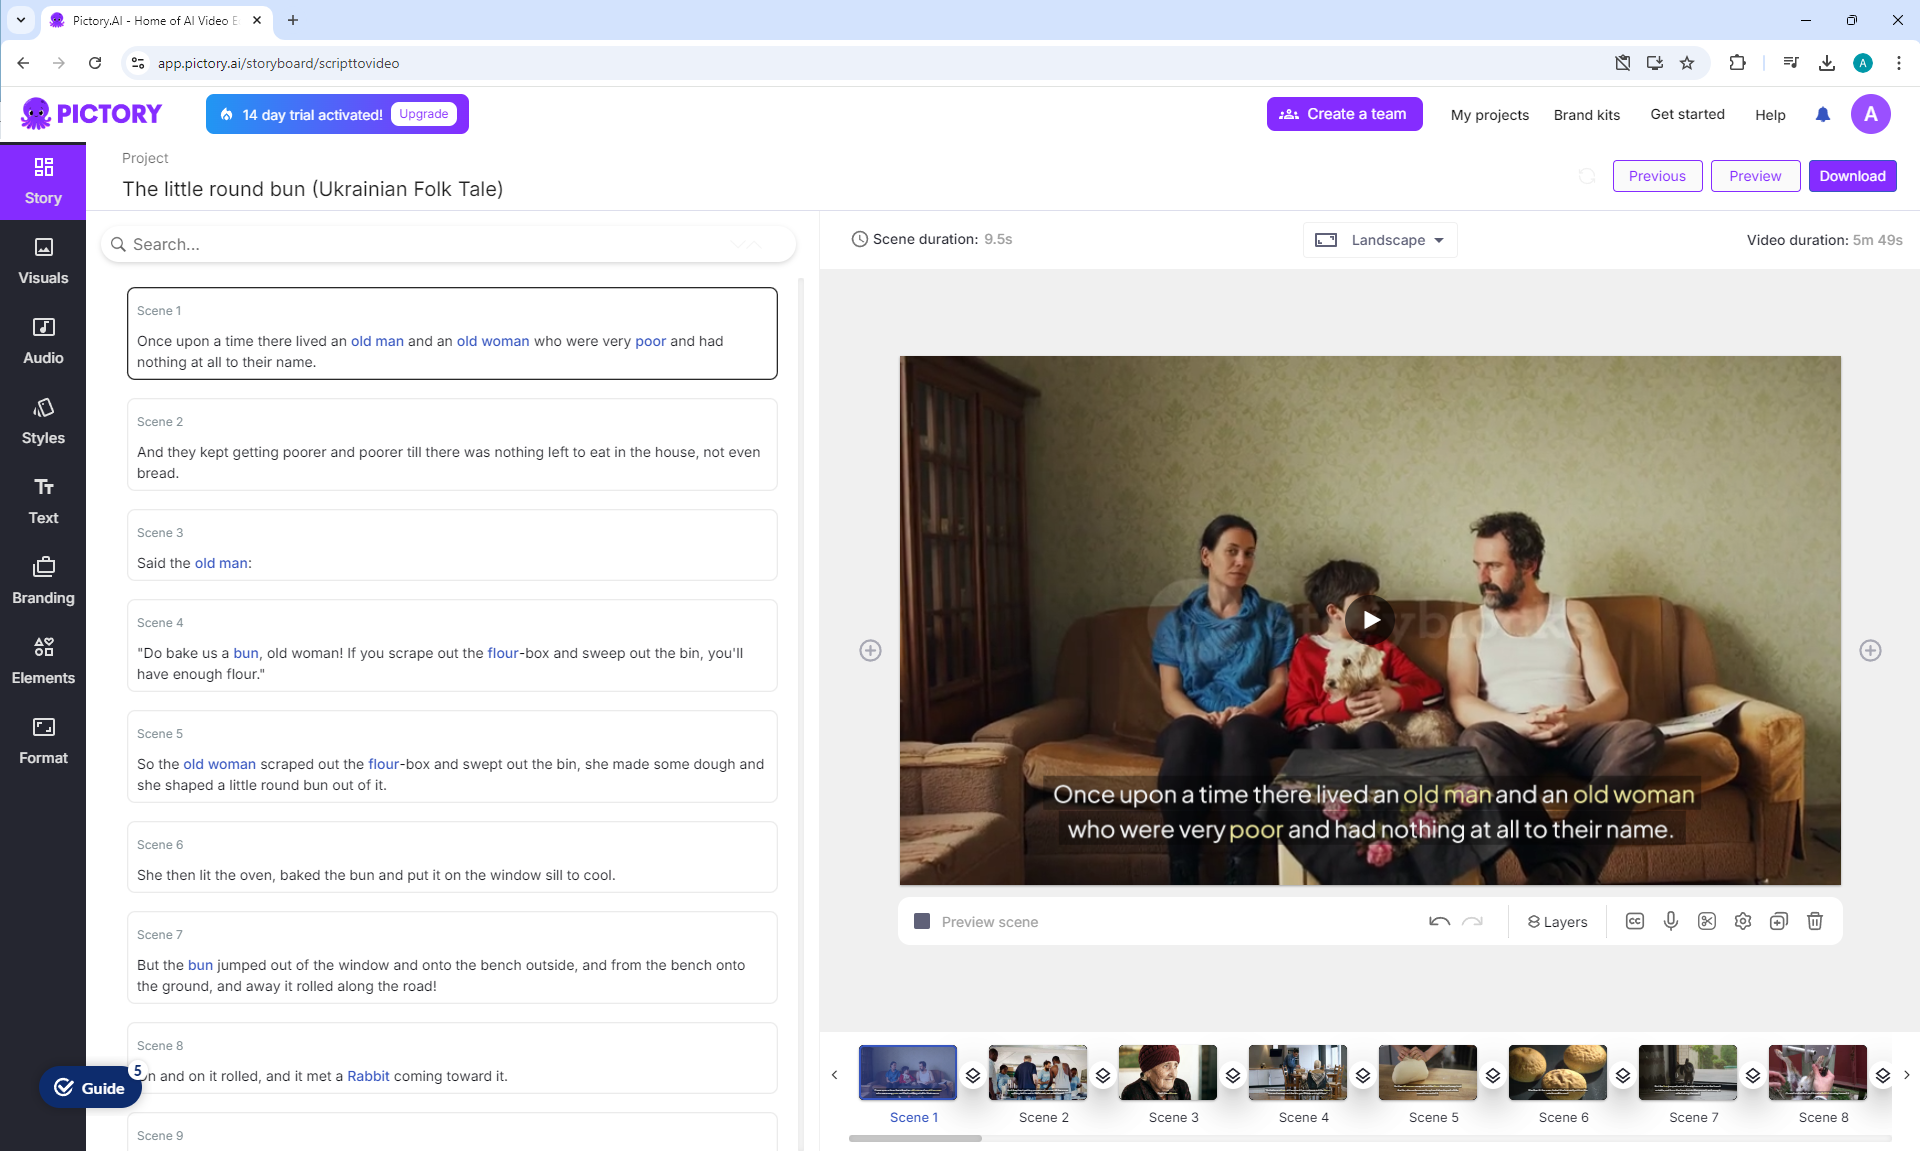 Pictory.AI - Home of AI Video E
app.pictory.ai/storyboard/scripttovideo
A
PICTORY
14 day trial activated!
Upgrade
Create a team
My projects
Brand kits
Get started
Help
A
Story
Visuals
Audio
Styles
Text
Branding
Elements
Format
Project
The little round bun (Ukrainian Folk Tale)
Previous
Preview
Download
Search...
Scene 1
Once upon a time there lived an old man and an old woman who were very poor and had
nothing at all to their name.
Scene 2
And they kept getting poorer and poorer till there was nothing left to eat in the house, not even
bread.
Scene 3
Said the old man:
Scene 4
"Do bake us a bun, old woman! If you scrape out the flour-box and sweep out the bin, you'll
have enough flour."
Scene 5
So the old woman scraped out the flour-box and swept out the bin, she made some dough and
she shaped a little round bun out of it.
Scene 6
She then lit the oven, baked the bun and put it on the window sill to cool.
Scene 7
But the bun jumped out of the window and onto the bench outside, and from the bench onto
the ground, and away it rolled along the road!
Scene 8
n and on it rolled, and it met a Rabbit coming toward it.
Scene 9
Guide
5
Scene duration: 9.5s
Landscape
Video duration: 5m 49s
Once upon a time there lived an old man and an old woman
who were very poor and had nothing at all to their name.
Preview scene
Layers
CC
Scene 1
Scene 2
Scene 3
Scene 4
Scene 5
Scene 6
Scene 7
Scene 8